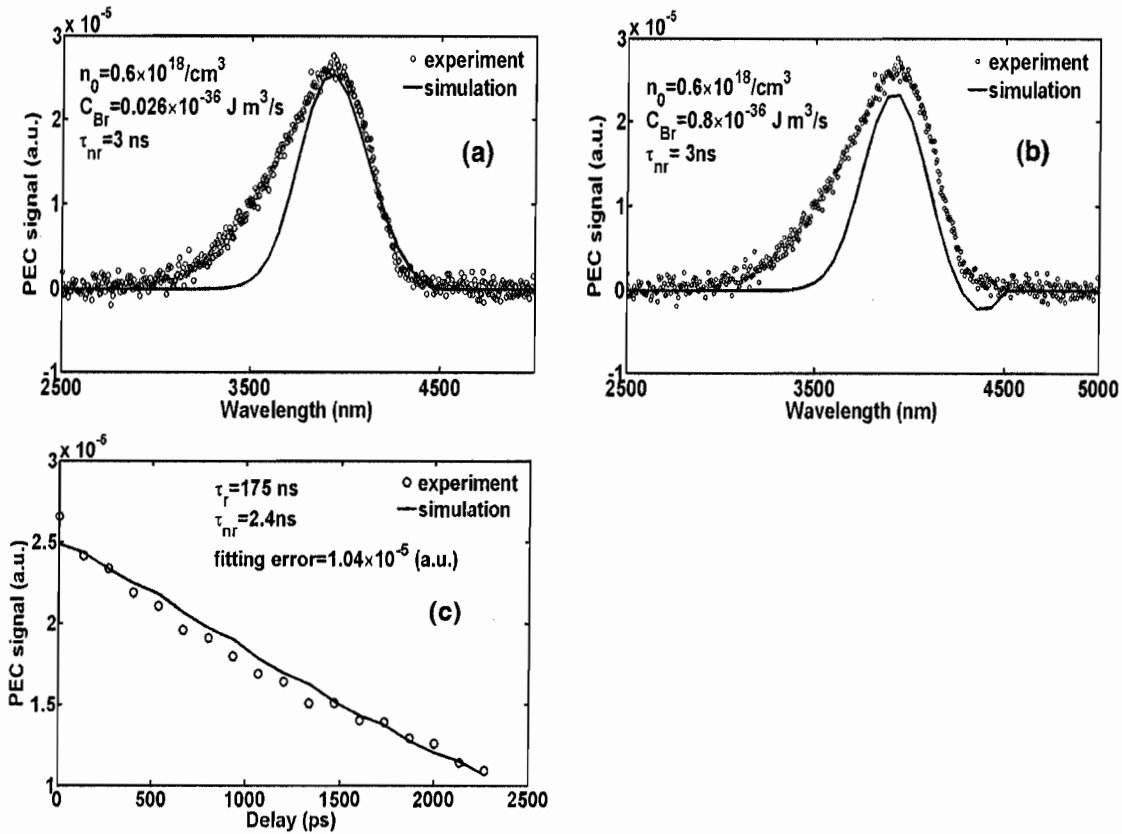 3 × 10⁻⁵
n₀=0.6×10¹⁸/cm³
C_Br=0.026×10⁻³⁶ J m³/s
τ_nr=3 ns
○ experiment
—simulation
(a)
PEC signal (a.u.)
2
1
0
-1
2500 3500 4500
Wavelength (nm)
3 × 10⁻⁵
n₀=0.6×10¹⁸/cm³
C_Br=0.8×10⁻³⁶ J m³/s
τ_nr= 3ns
○ experiment
—simulation
(b)
PEC signal (a.u.)
2
1
0
-1
2500 3500 4500 5000
Wavelength (nm)
3 × 10⁻⁵
τ_r=175 ns
τ_nr=2.4ns
fitting error=1.04×10⁻⁵ (a.u.)
○ experiment
—simulation
(c)
PEC signal (a.u.)
2.5
2
1.5
1
0 500 1000 1500 2000 2500
Delay (ps)